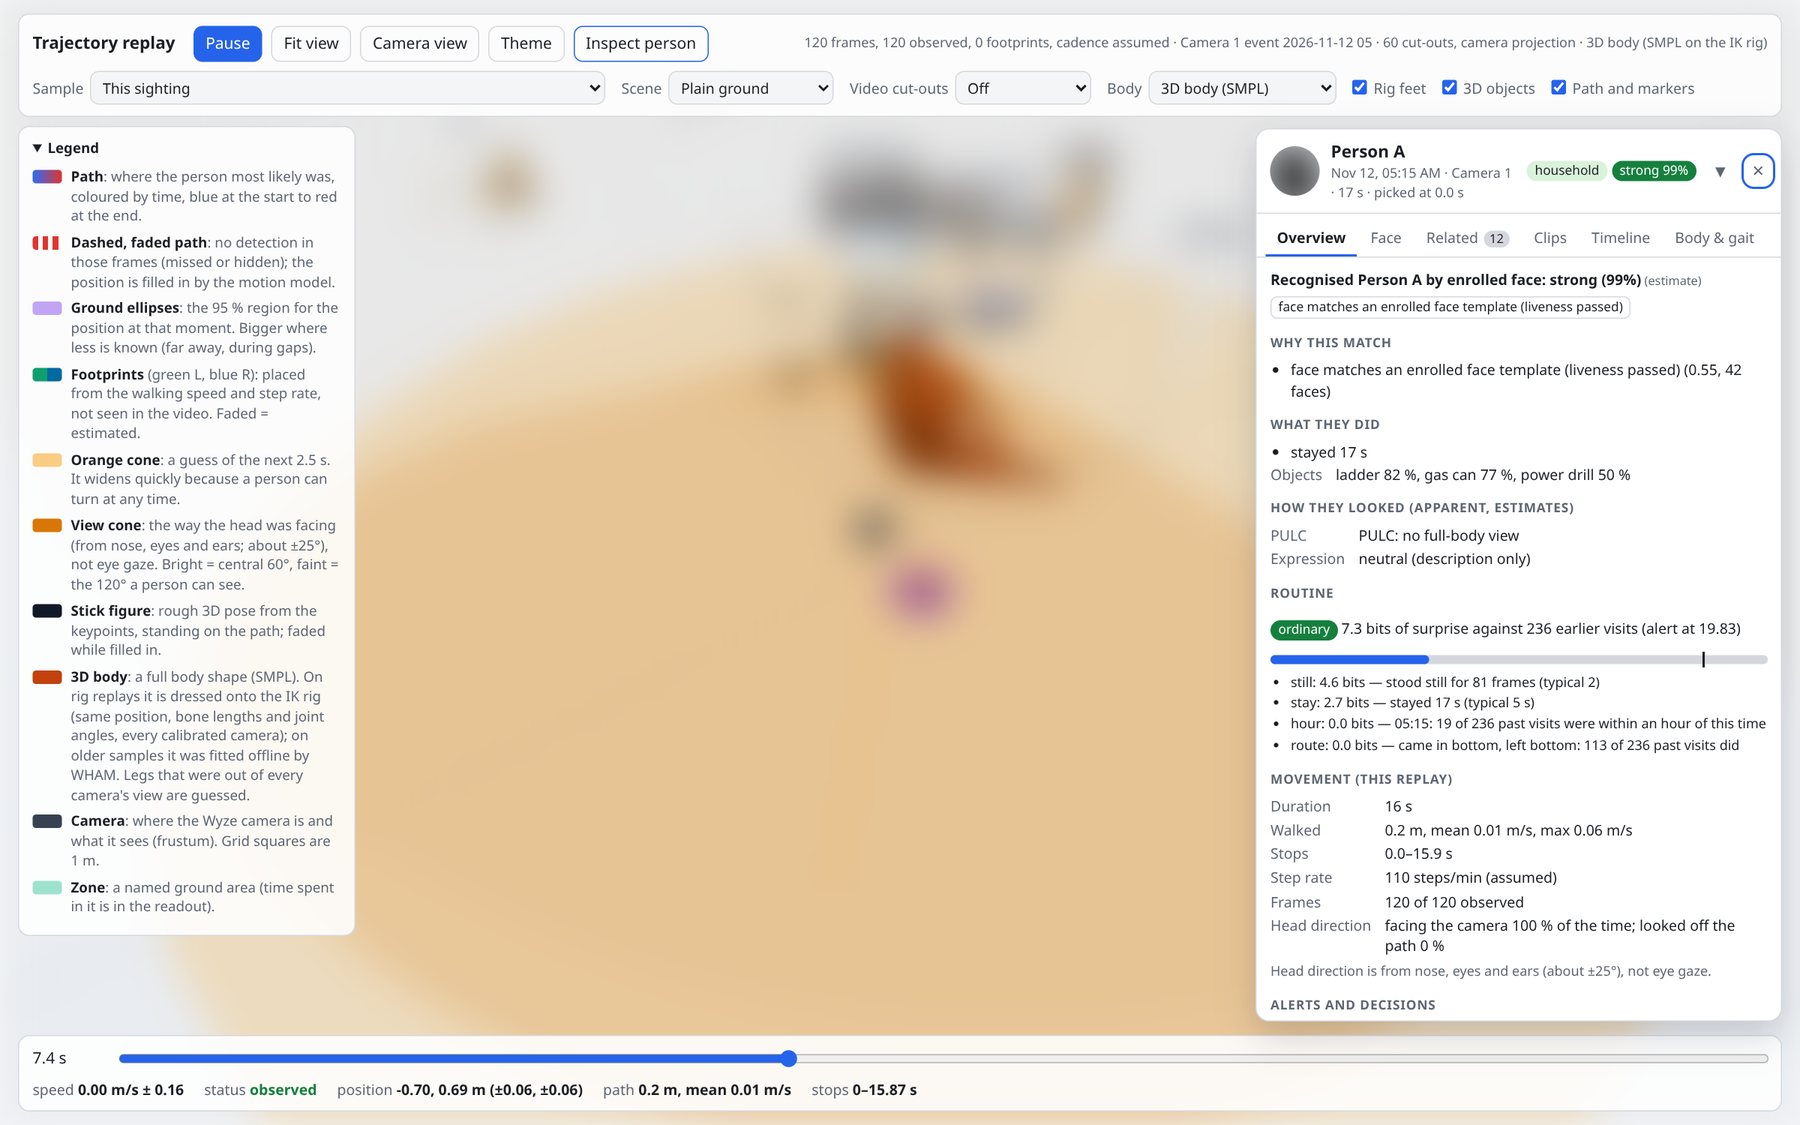 Trajectory replay Pause Fit view Camera view Theme Inspect person 120 frames, 120 observed, 0 footprints, cadence assumed · Camera 1 event 2026-11-12 05 · 60 cut-outs, camera projection · 3D body (SMPL on the IK rig)
Sample This sighting Scene Plain ground Video cut-outs Off Body 3D body (SMPL) Rig feet 3D objects Path and markers
▼ Legend
Path: where the person most likely was,
coloured by time, blue at the start to red
at the end.
Dashed, faded path: no detection in
those frames (missed or hidden); the
position is filled in by the motion model.
Ground ellipses: the 95 % region for the
position at that moment. Bigger where
less is known (far away, during gaps).
Footprints (green L, blue R): placed
from the walking speed and step rate,
not seen in the video. Faded =
estimated.
Orange cone: a guess of the next 2.5 s.
It widens quickly because a person can
turn at any time.
View cone: the way the head was facing
(from nose, eyes and ears; about ±25°),
not eye gaze. Bright = central 60°, faint =
the 120° a person can see.
Stick figure: rough 3D pose from the
keypoints, standing on the path; faded
while filled in.
3D body: a full body shape (SMPL). On
rig replays it is dressed onto the IK rig
(same position, bone lengths and joint
angles, every calibrated camera); on
older samples it was fitted offline by
WHAM. Legs that were out of every
camera's view are guessed.
Camera: where the Wyze camera is and
what it sees (frustum). Grid squares are
1 m.
Zone: a named ground area (time spent
in it is in the readout).
Person A
Nov 12, 05:15 AM · Camera 1
· 17 s · picked at 0.0 s
household strong 99% ▼ ×
Overview Face Related 12 Clips Timeline Body & gait
Recognised Person A by enrolled face: strong (99%) (estimate)
face matches an enrolled face template (liveness passed)
WHY THIS MATCH
• face matches an enrolled face template (liveness passed) (0.55, 42
faces)
WHAT THEY DID
• stayed 17 s
Objects ladder 82 %, gas can 77 %, power drill 50 %
HOW THEY LOOKED (APPARENT, ESTIMATES)
PULC PULC: no full-body view
Expression neutral (description only)
ROUTINE
ordinary 7.3 bits of surprise against 236 earlier visits (alert at 19.83)
• still: 4.6 bits — stood still for 81 frames (typical 2)
• stay: 2.7 bits — stayed 17 s (typical 5 s)
• hour: 0.0 bits — 05:15: 19 of 236 past visits were within an hour of this time
• route: 0.0 bits — came in bottom, left bottom: 113 of 236 past visits did
MOVEMENT (THIS REPLAY)
Duration 16 s
Walked 0.2 m, mean 0.01 m/s, max 0.06 m/s
Stops 0.0–15.9 s
Step rate 110 steps/min (assumed)
Frames 120 of 120 observed
Head direction facing the camera 100 % of the time; looked off the
path 0 %
Head direction is from nose, eyes and ears (about ±25°), not eye gaze.
ALERTS AND DECISIONS
7.4 s
speed 0.00 m/s ± 0.16 status observed position -0.70, 0.69 m (±0.06, ±0.06) path 0.2 m, mean 0.01 m/s stops 0–15.87 s